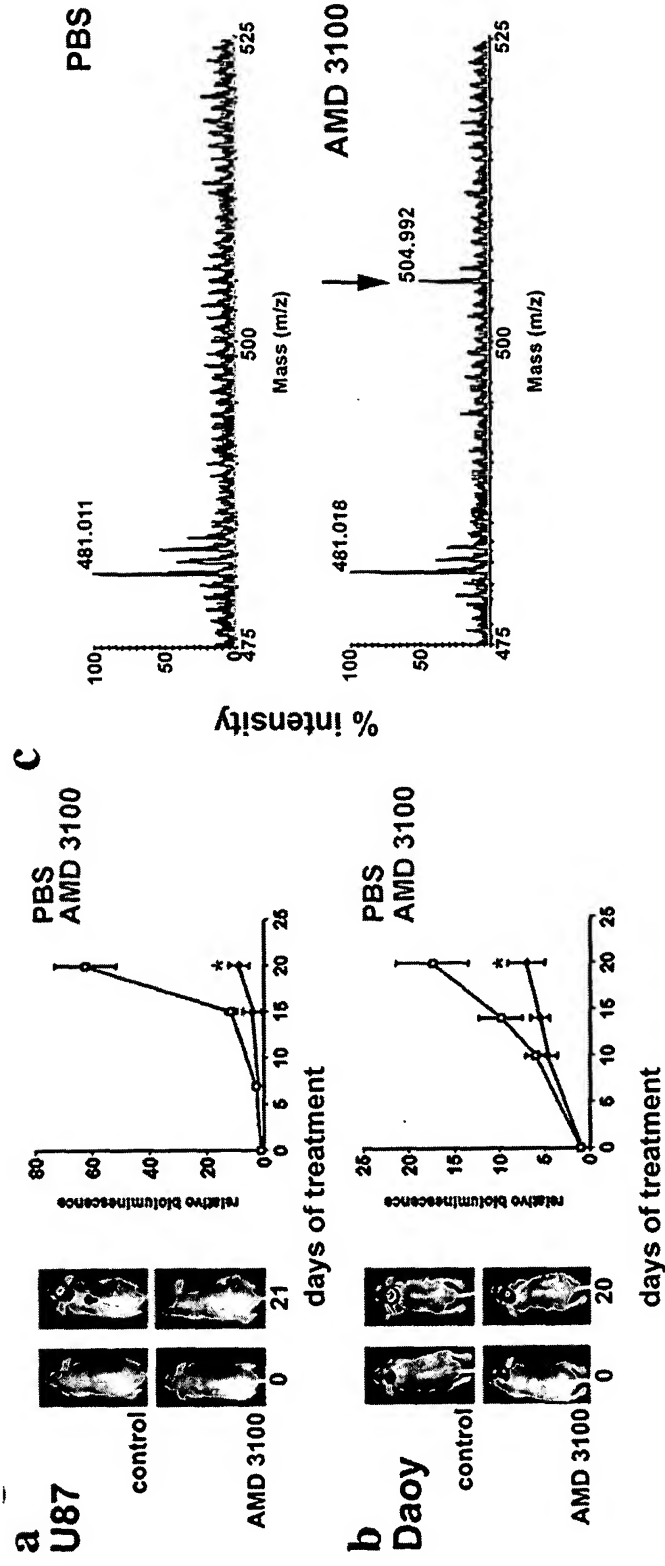 a
U87
control
AMD 3100
0
21
relative bioluminescence
80
60
40
20
0
0
5
10
15
20
25
*
PBS
AMD 3100
days of treatment
b
Daoy
control
AMD 3100
0
20
relative bioluminescence
25
20
15
10
5
0
0
5
10
15
20
25
*
PBS
AMD 3100
days of treatment
c
% intensity
100
50
0
481.011
475
500
525
Mass (m/z)
PBS
100
50
481.018
504.992
475
500
525
Mass (m/z)
AMD 3100